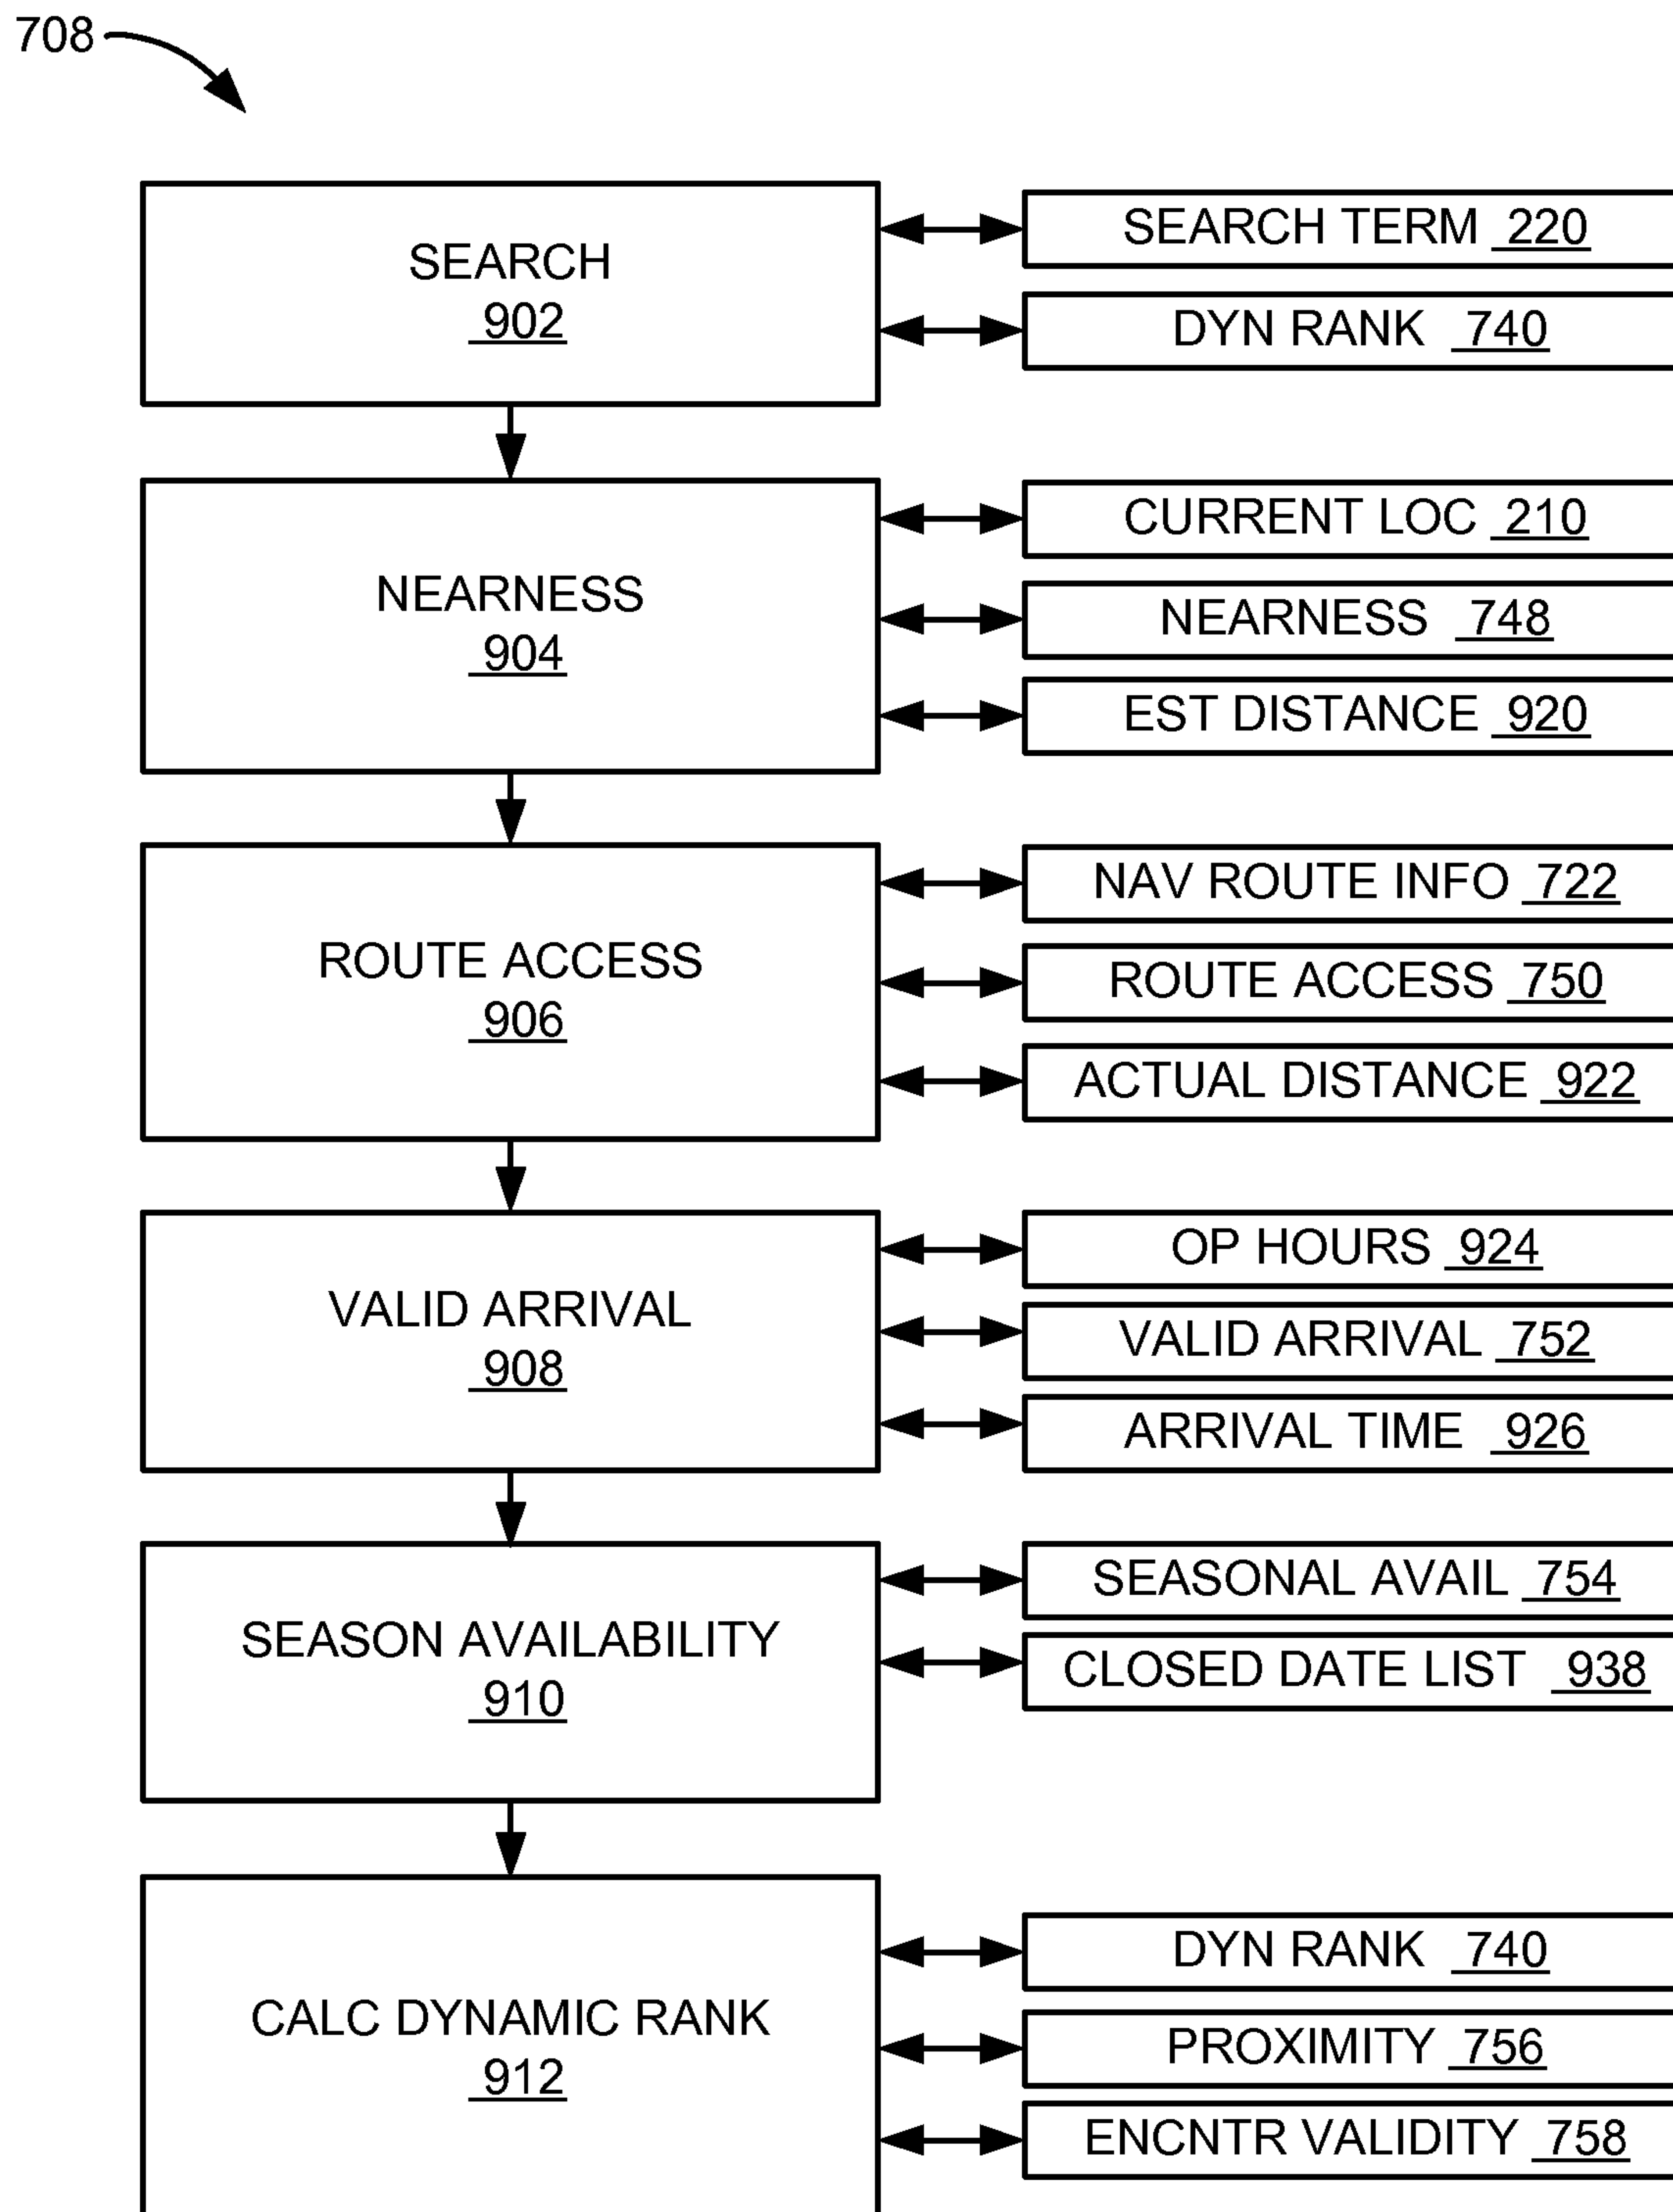 708
SEARCH
902
SEARCH TERM 220
DYN RANK 740
NEARNESS
904
CURRENT LOC 210
NEARNESS 748
EST DISTANCE 920
ROUTE ACCESS
906
NAV ROUTE INFO 722
ROUTE ACCESS 750
ACTUAL DISTANCE 922
VALID ARRIVAL
908
OP HOURS 924
VALID ARRIVAL 752
ARRIVAL TIME 926
SEASON AVAILABILITY
910
SEASONAL AVAIL 754
CLOSED DATE LIST 938
CALC DYNAMIC RANK
912
DYN RANK 740
PROXIMITY 756
ENCNTR VALIDITY 758